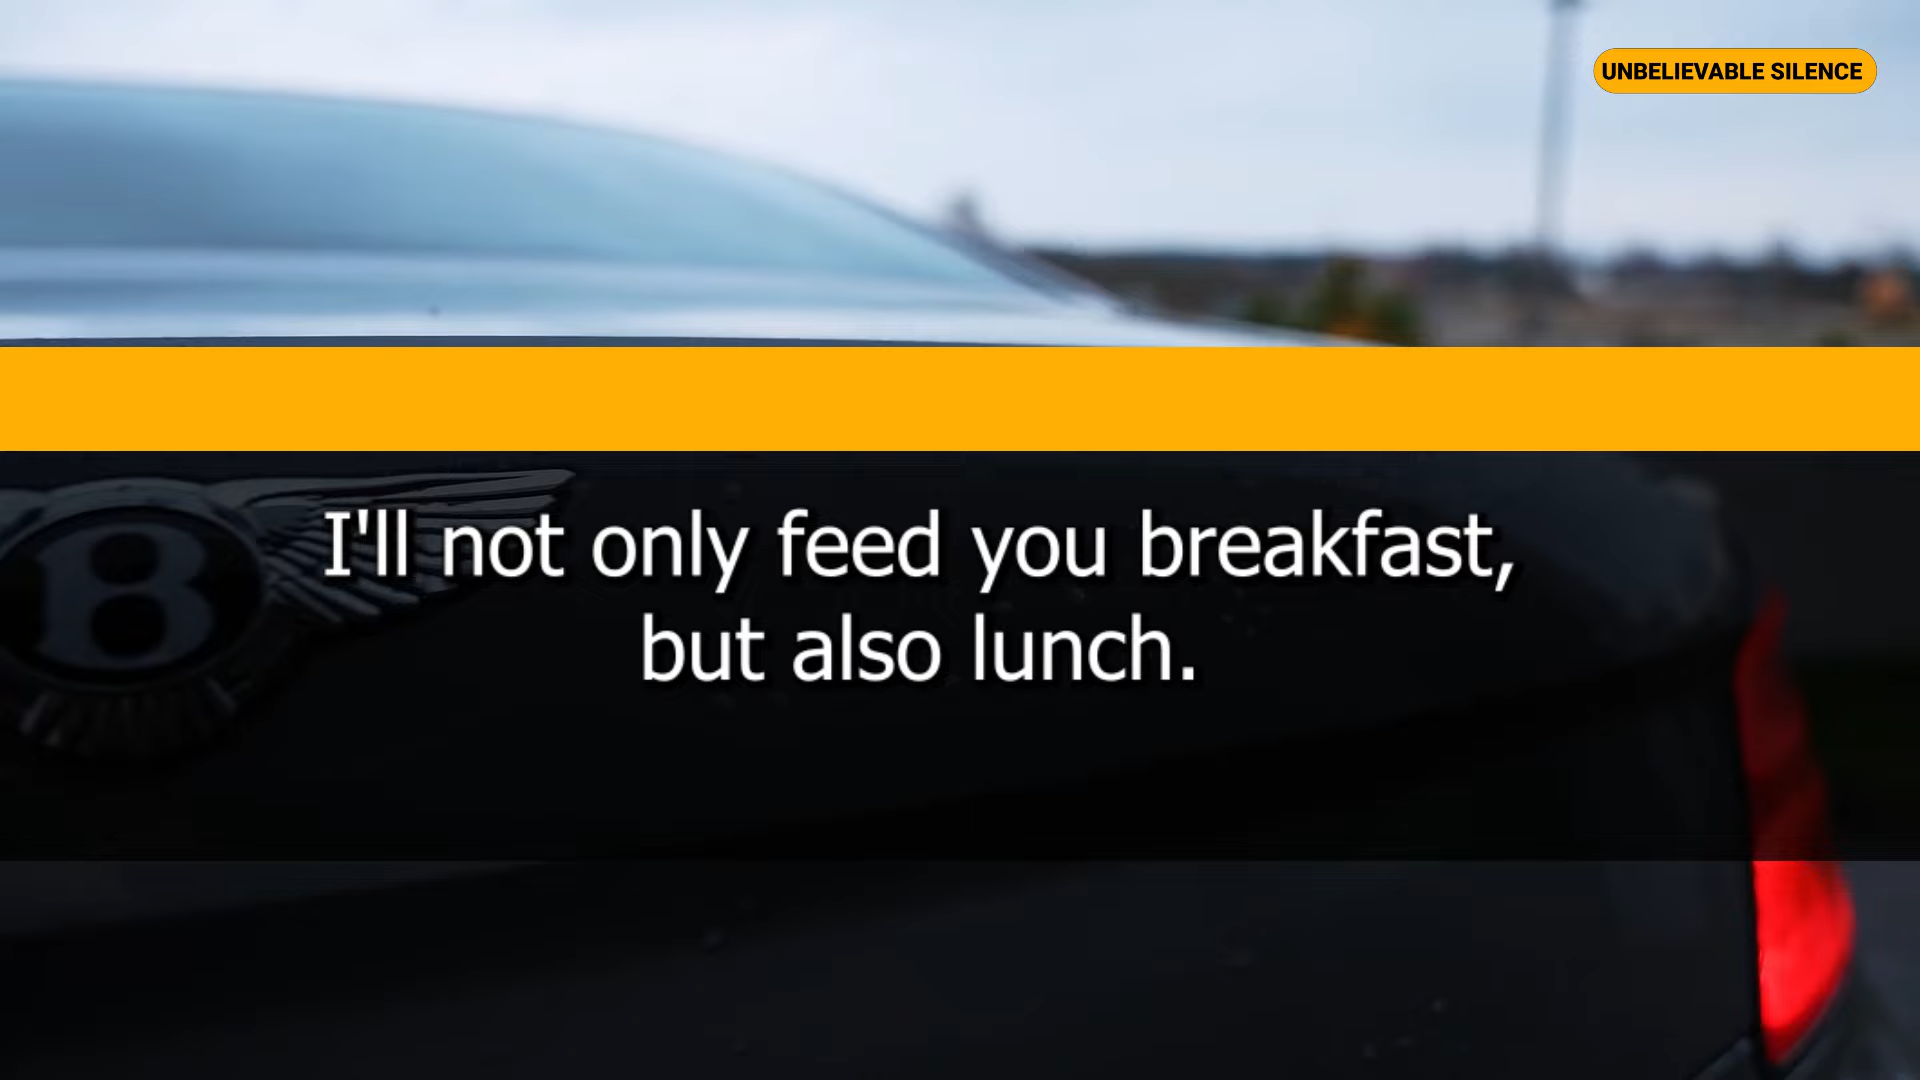 UNBELIEVABLE SILENCE
B
I'll not only feed you breakfast,
but also lunch.